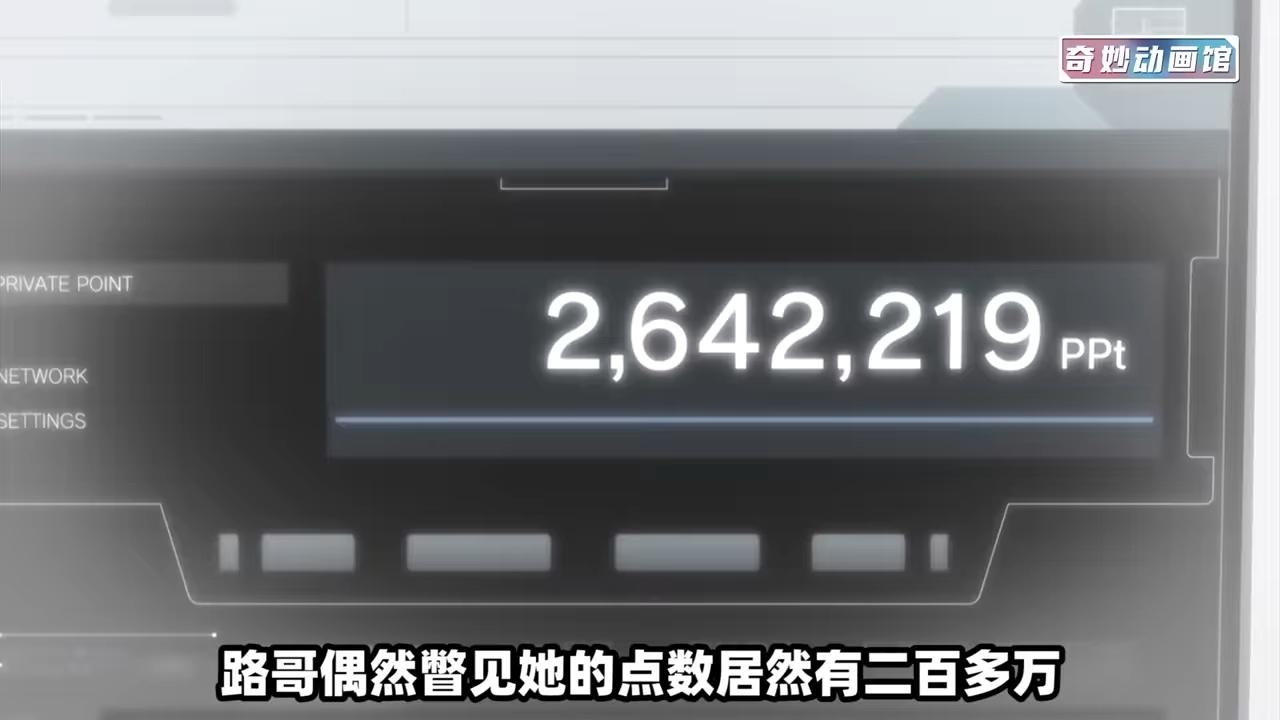 奇妙动画馆
PRIVATE POINT
2,642,219 PPt
NETWORK
SETTINGS
路哥偶然瞥见她的点数居然有二百多万